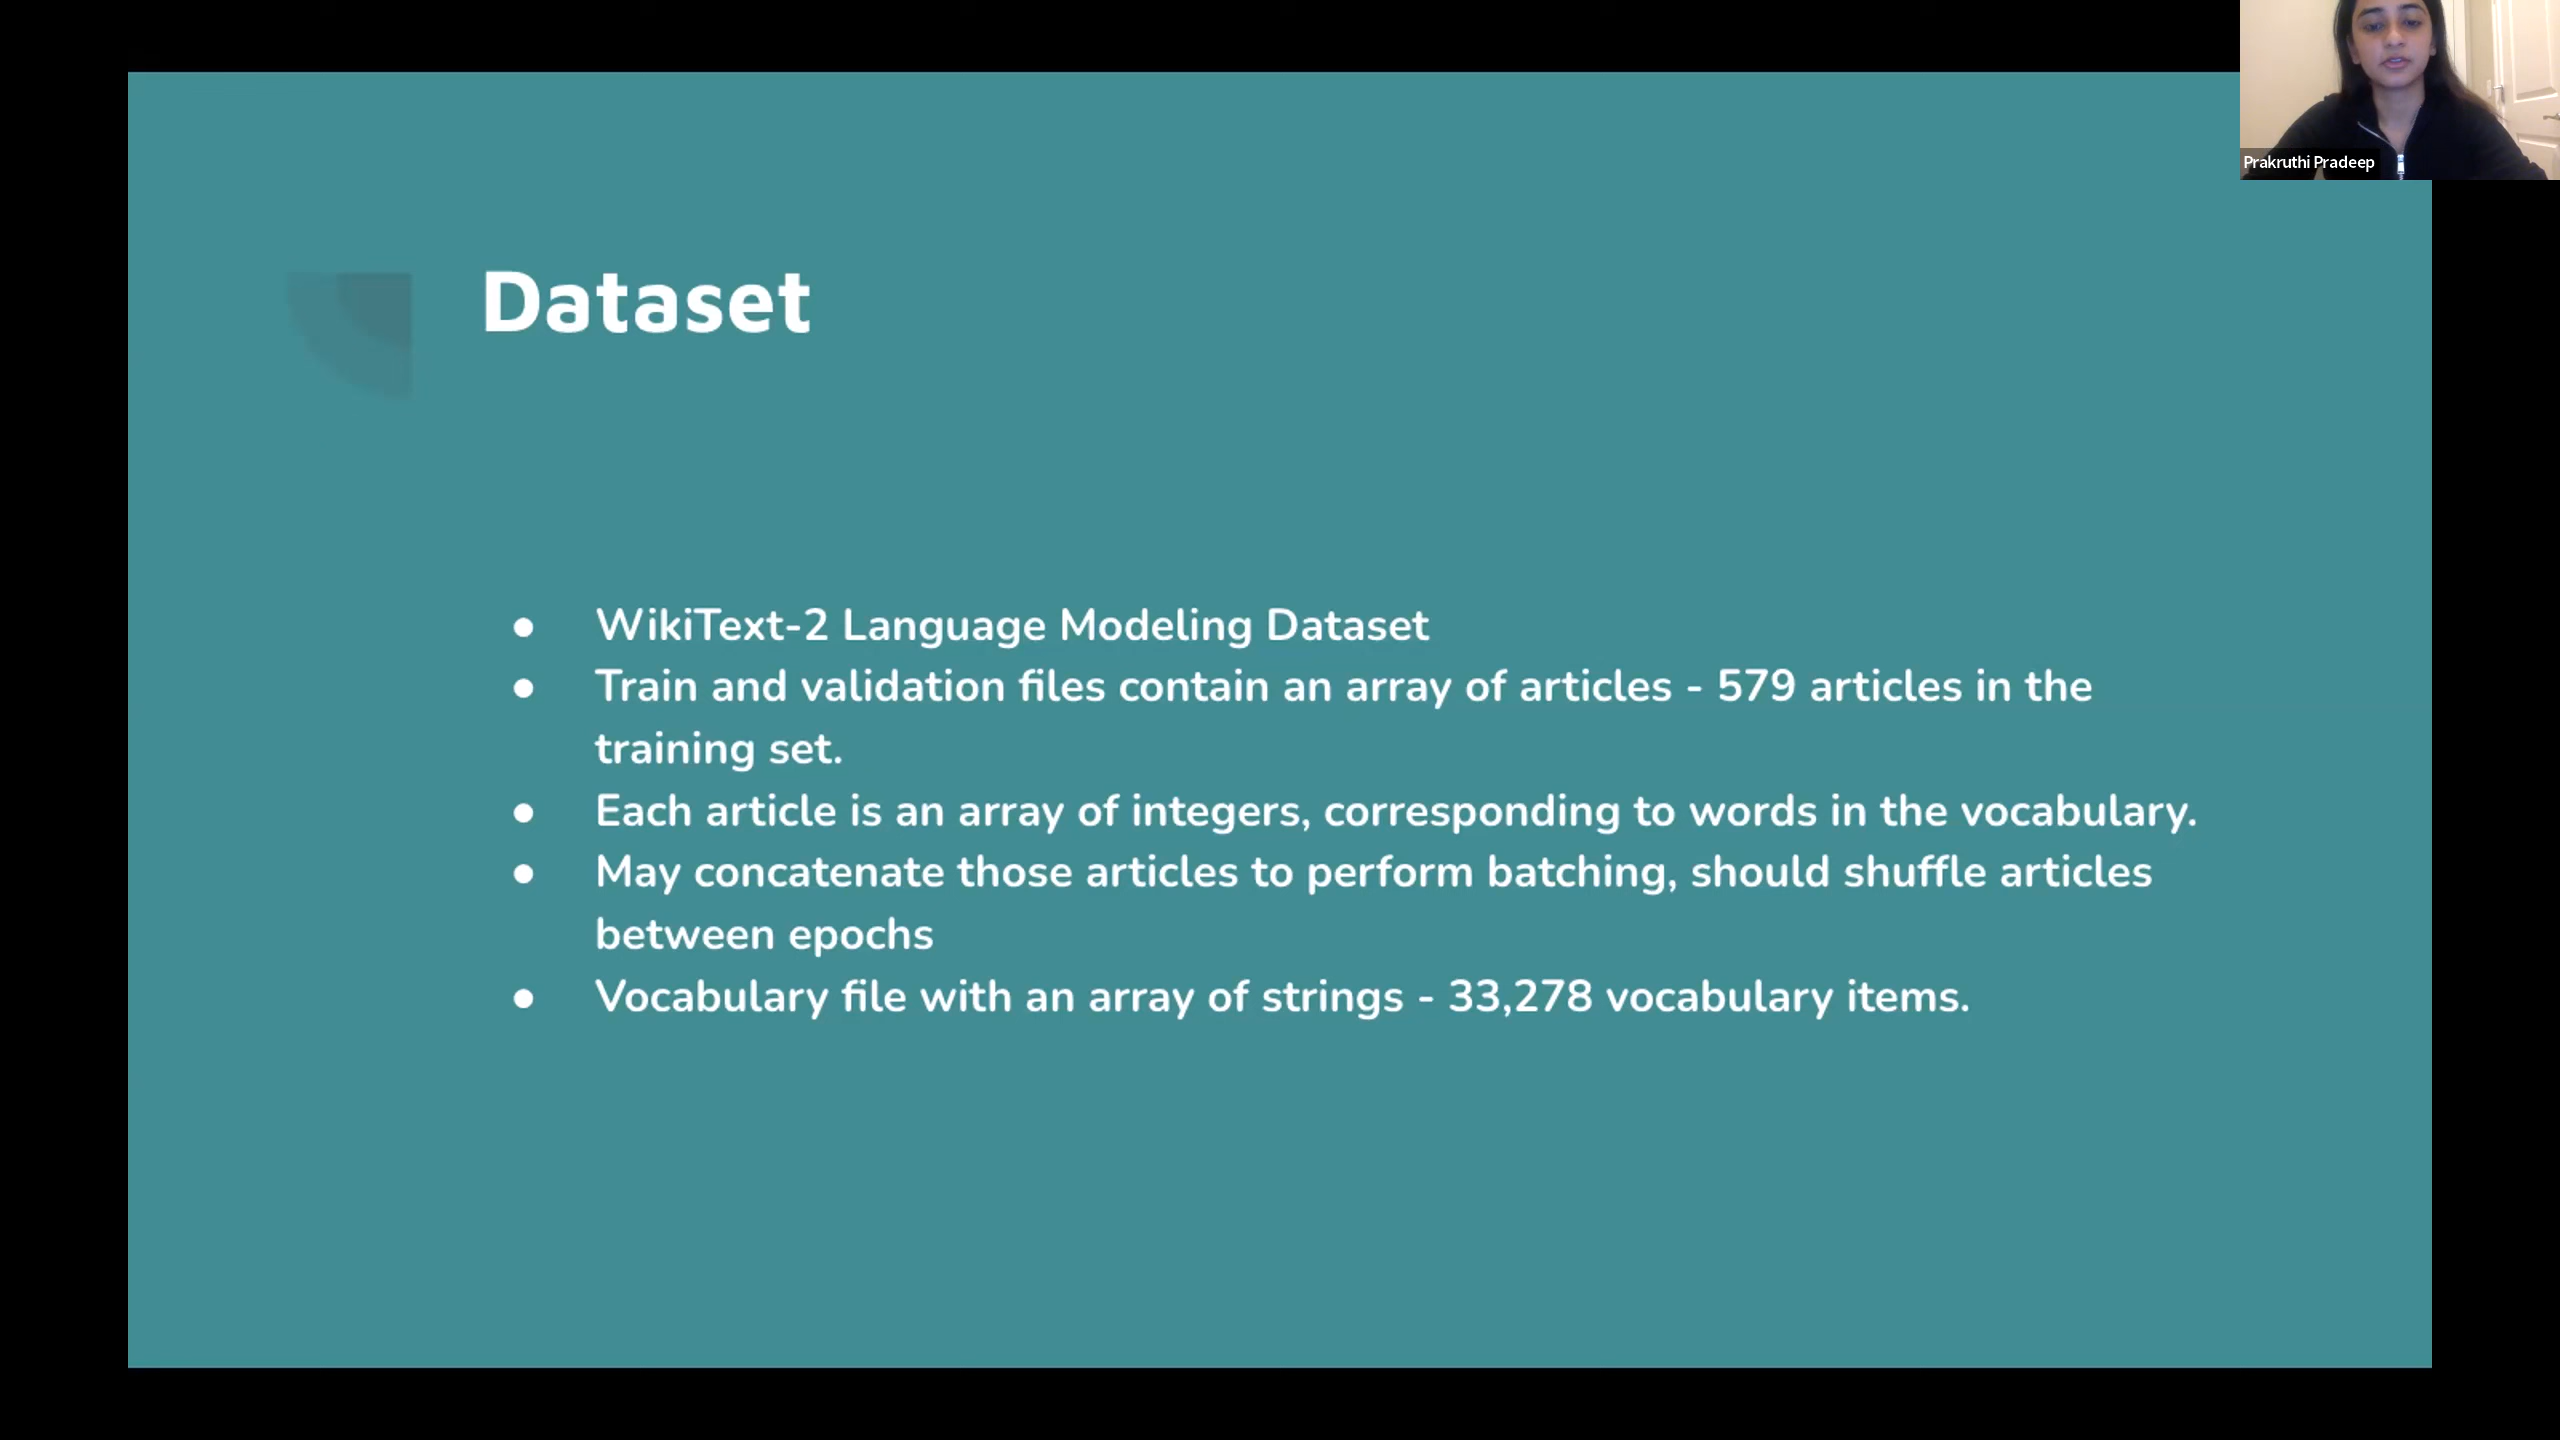 Prakruthi Pradeep
Dataset
● WikiText-2 Language Modeling Dataset
● Train and validation files contain an array of articles - 579 articles in the
training set.
● Each article is an array of integers, corresponding to words in the vocabulary.
● May concatenate those articles to perform batching, should shuffle articles
between epochs
● Vocabulary file with an array of strings - 33,278 vocabulary items.